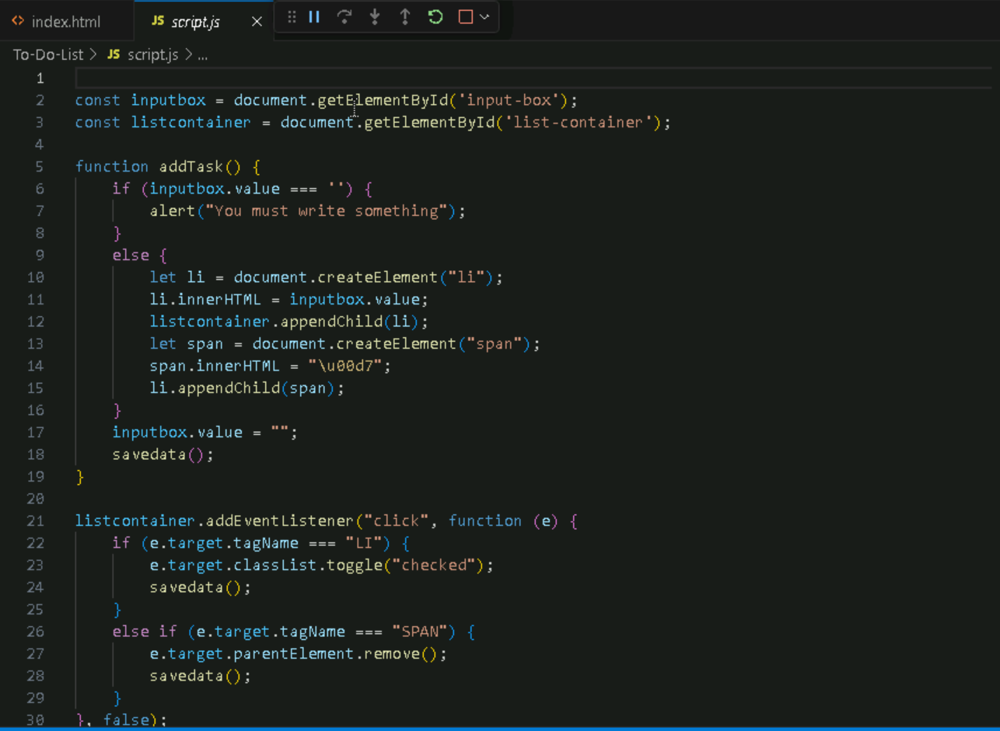 <> index.html JS script.js ×
To-Do-List > JS script.js > ...
1
2 const inputbox = document.getElementById('input-box');
3 const listcontainer = document.getElementById('list-container');
4
5 function addTask() {
6     if (inputbox.value === '') {
7         alert("You must write something");
8     }
9     else {
10         let li = document.createElement("li");
11         li.innerHTML = inputbox.value;
12         listcontainer.appendChild(li);
13         let span = document.createElement("span");
14         span.innerHTML = "\u00d7";
15         li.appendChild(span);
16     }
17     inputbox.value = "";
18     savedata();
19 }
20
21 listcontainer.addEventListener("click", function (e) {
22     if (e.target.tagName === "LI") {
23         e.target.classList.toggle("checked");
24         savedata();
25     }
26     else if (e.target.tagName === "SPAN") {
27         e.target.parentElement.remove();
28         savedata();
29     }
30 }, false);